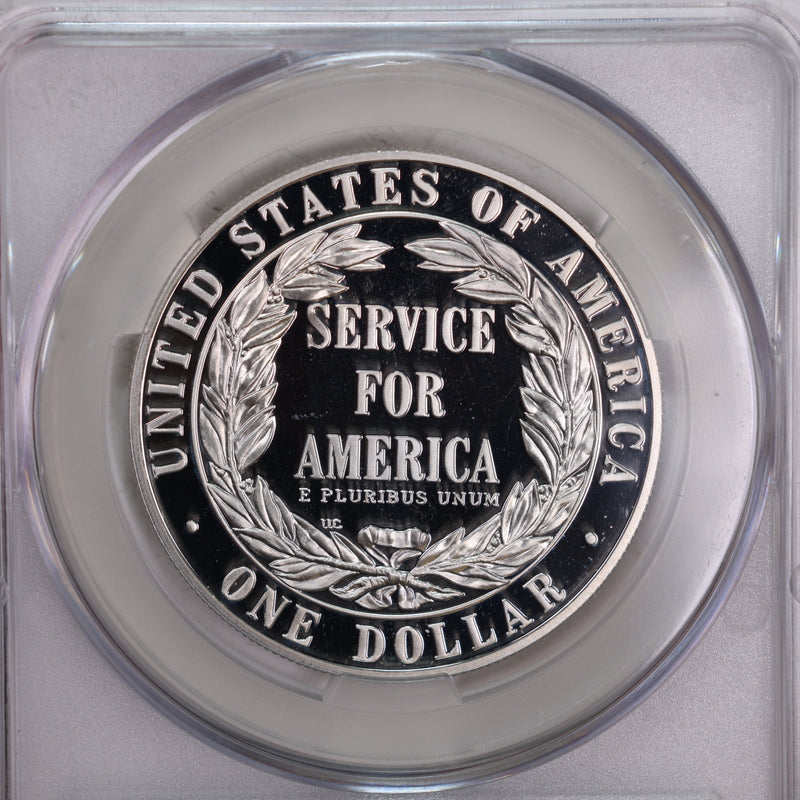 UNITED STATES OF AMERICA
SERVICE
FOR
AMERICA
E PLURIBUS UNUM
· ONE DOLLAR ·